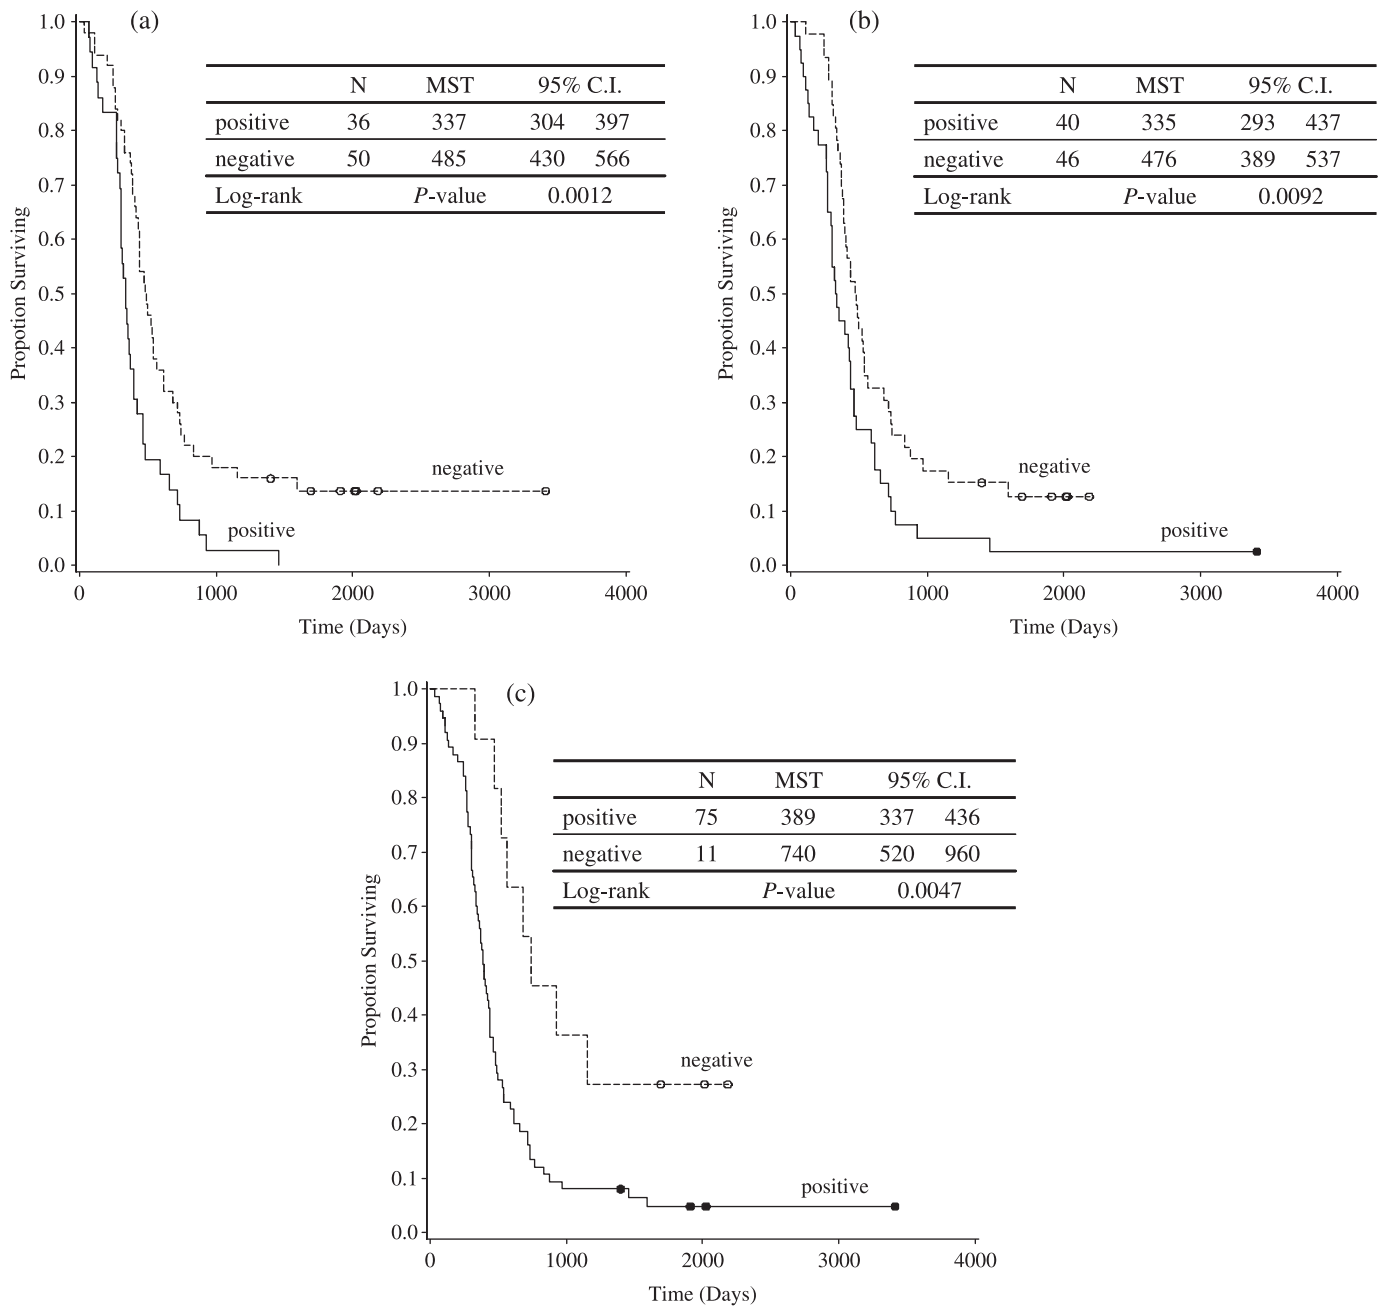 (a)
N MST 95% C.I.
positive 36 337 304 397
negative 50 485 430 566
Log-rank P-value 0.0012
Propotion Surviving
1.0
0.9
0.8
0.7
0.6
0.5
0.4
0.3
0.2
0.1
0.0
negative
positive
0 1000 2000 3000 4000
Time (Days)
(b)
N MST 95% C.I.
positive 40 335 293 437
negative 46 476 389 537
Log-rank P-value 0.0092
Propotion Surviving
1.0
0.9
0.8
0.7
0.6
0.5
0.4
0.3
0.2
0.1
0.0
negative
positive
0 1000 2000 3000 4000
Time (Days)
(c)
N MST 95% C.I.
positive 75 389 337 436
negative 11 740 520 960
Log-rank P-value 0.0047
Propotion Surviving
1.0
0.9
0.8
0.7
0.6
0.5
0.4
0.3
0.2
0.1
0.0
negative
positive
0 1000 2000 3000 4000
Time (Days)